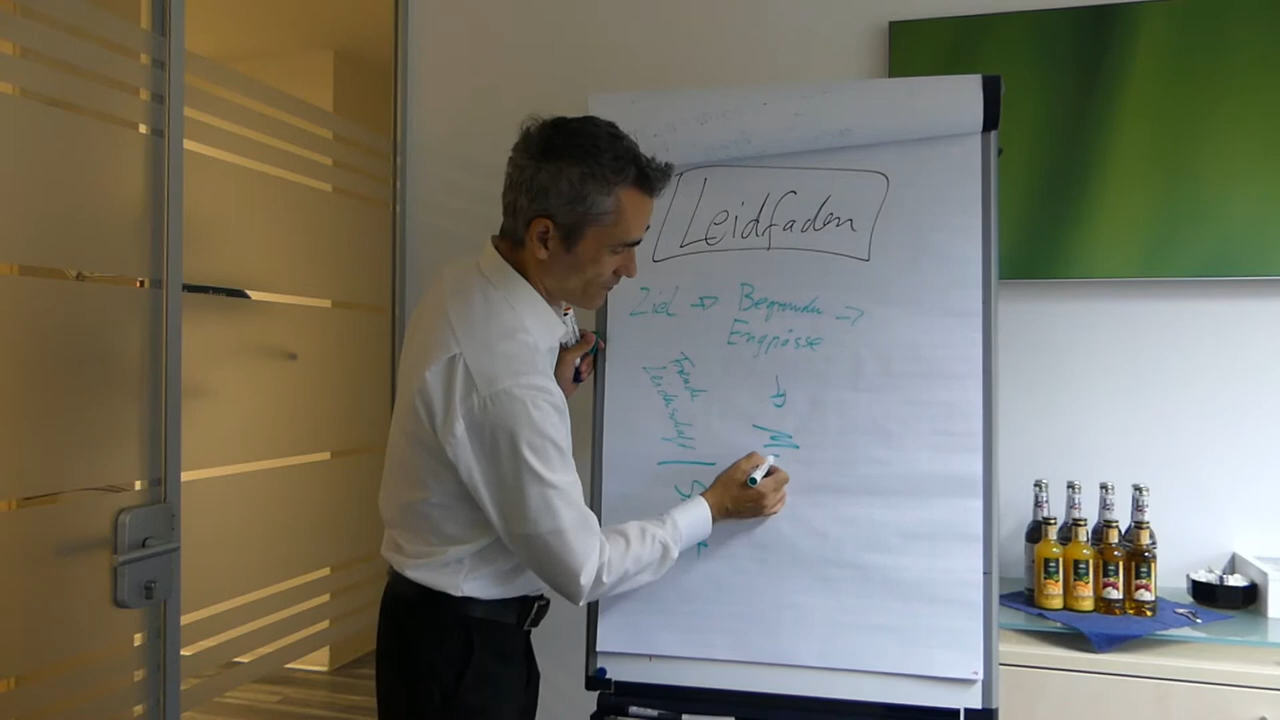 Leidfaden
Ziel → Begründen →
Engpässe
Freude
Leidenschaft